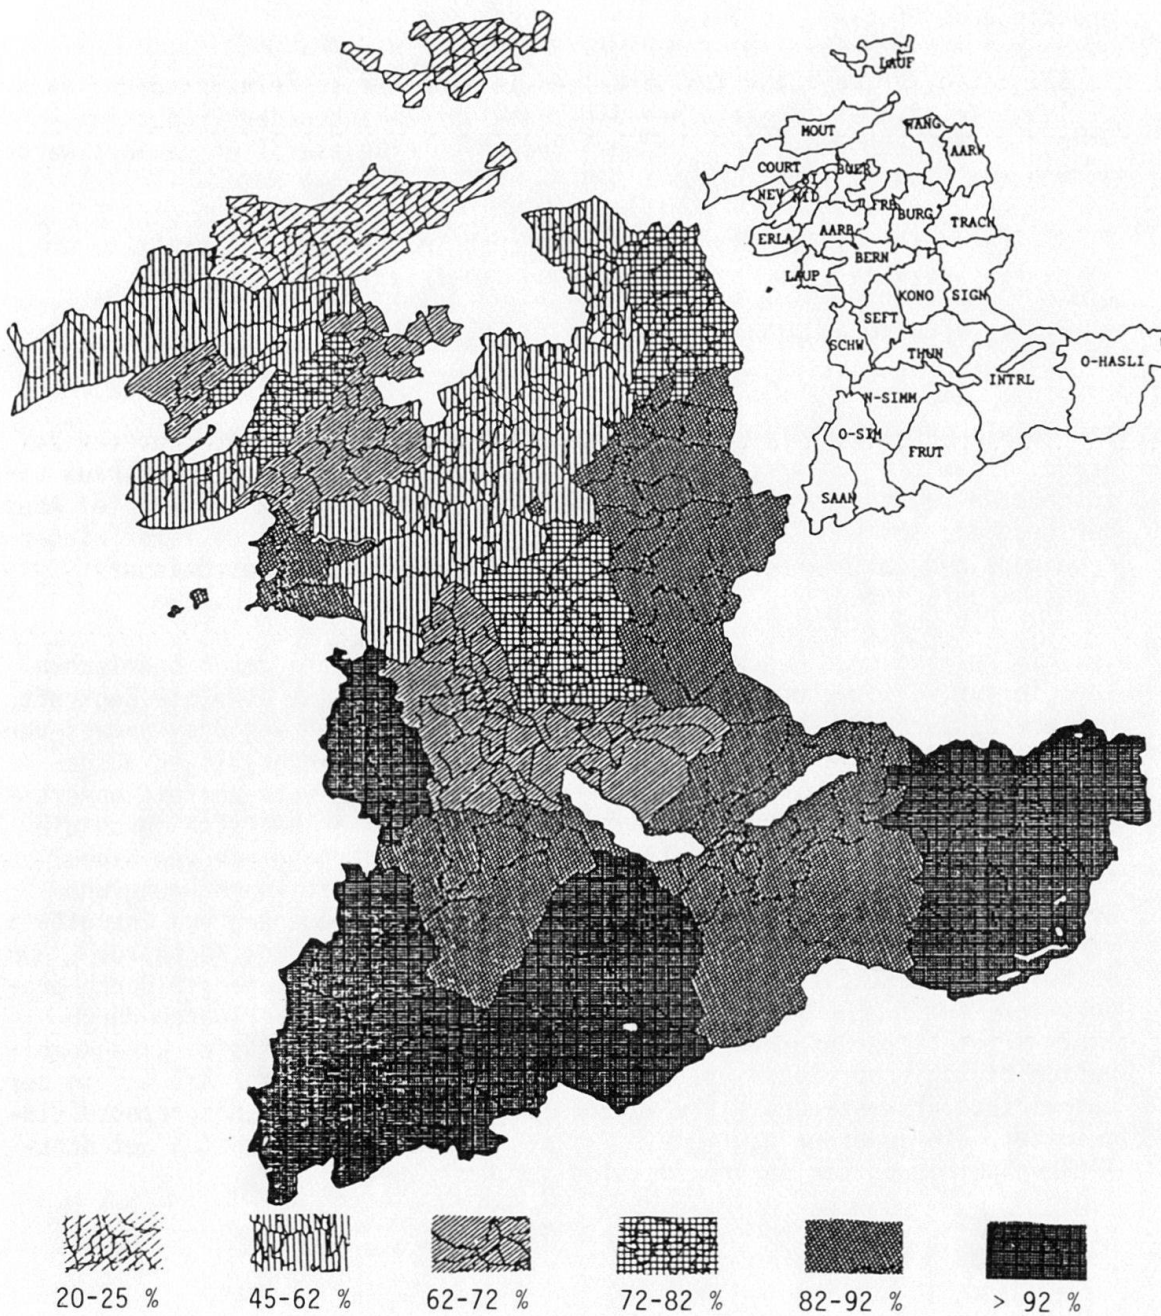 LAUF
MOUT
WANG
AARW
COURT
BUER
NEV
NID
FRB
BURG
TRACH
ERLA
AARB
BERN
LAUP
KONO
SIGN
SEFT
SCHW
THUN
O-HASLI
INTRL
N-SIMM
O-SIM
FRUT
SAAN
20-25 %
45-62 %
62-72 %
72-82 %
82-92 %
> 92 %